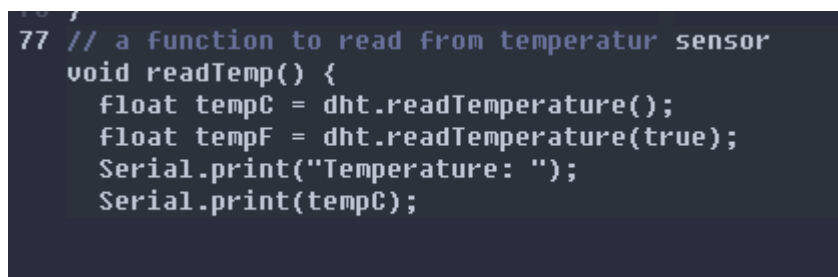 77 // a function to read from temperatur sensor
void readTemp() {
float tempC = dht.readTemperature();
float tempF = dht.readTemperature(true);
Serial.print("Temperature: ");
Serial.print(tempC);